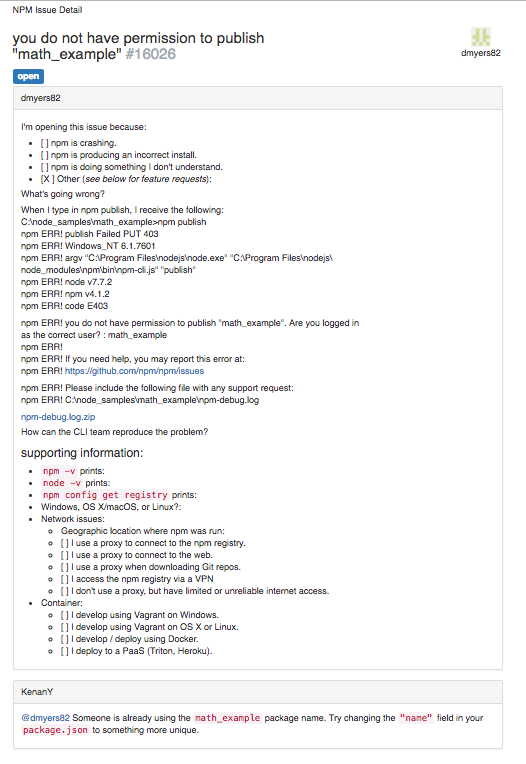 NPM Issue Detail
you do not have permission to publish
"math_example" #16026
dmyers82
open
dmyers82
I'm opening this issue because:
[ ] npm is crashing.
[ ] npm is producing an incorrect install.
[ ] npm is doing something I don't understand.
[X ] Other (see below for feature requests):
What's going wrong?
When I type in npm publish, I receive the following:
C:\node_samples\math_example>npm publish
npm ERR! publish Failed PUT 403
npm ERR! Windows_NT 6.1.7601
npm ERR! argv "C:\Program Files\nodejs\node.exe" "C:\Program Files\nodejs\
node_modules\npm\bin\npm-cli.js" "publish"
npm ERR! node v7.7.2
npm ERR! npm v4.1.2
npm ERR! code E403
npm ERR! you do not have permission to publish "math_example". Are you logged in
as the correct user? : math_example
npm ERR!
npm ERR! If you need help, you may report this error at:
npm ERR! https://github.com/npm/npm/issues
npm ERR! Please include the following file with any support request:
npm ERR! C:\node_samples\math_example\npm-debug.log
npm-debug.log.zip
How can the CLI team reproduce the problem?
supporting information:
npm -v prints:
node -v prints:
npm config get registry prints:
Windows, OS X/macOS, or Linux?:
Network issues:
Geographic location where npm was run:
[ ] I use a proxy to connect to the npm registry.
[ ] I use a proxy to connect to the web.
[ ] I use a proxy when downloading Git repos.
[ ] I access the npm registry via a VPN
[ ] I don't use a proxy, but have limited or unreliable internet access.
Container:
[ ] I develop using Vagrant on Windows.
[ ] I develop using Vagrant on OS X or Linux.
[ ] I develop / deploy using Docker.
[ ] I deploy to a PaaS (Triton, Heroku).
KenanY
@dmyers82 Someone is already using the math_example package name. Try changing the "name" field in your
package.json to something more unique.